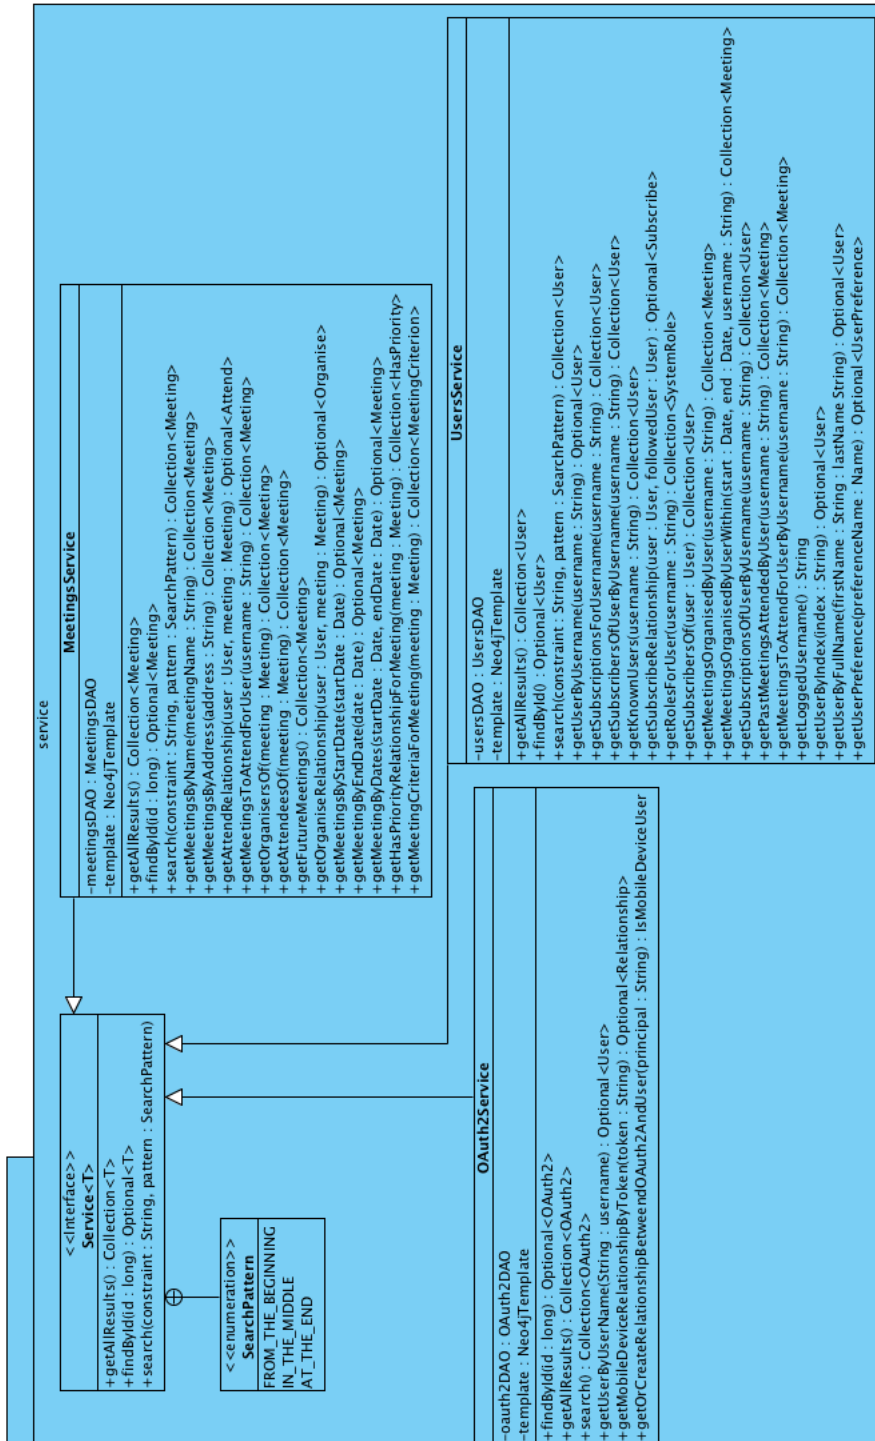 service
<<Interface>>
Service<T>
+getAllResults() : Collection<T>
+findById(id : long) : Optional<T>
+search(constraint : String, pattern : SearchPattern)
<<enumeration>>
SearchPattern
FROM_THE_BEGINNING
IN_THE_MIDDLE
AT_THE_END
MeetingsService
-meetingsDAO : MeetingsDAO
-template : Neo4jTemplate
+getAllResults() : Collection<Meeting>
+findById(id : long) : Optional<Meeting>
+search(constraint : String, pattern : SearchPattern) : Collection<Meeting>
+getMeetingsByName(meetingName : String) : Collection<Meeting>
+getMeetingsByAddress(address : String) : Collection<Meeting>
+getAttendRelationship(user : User, meeting : Meeting) : Optional<Attend>
+getMeetingsToAttendForUser(username : String) : Collection<Meeting>
+getOrganisersOf(meeting : Meeting) : Collection<Meeting>
+getAttendeesOf(meeting : Meeting) : Collection<Meeting>
+getFutureMeetings() : Collection<Meeting>
+getOrganiseRelationship(user : User, meeting : Meeting) : Optional<Organise>
+getMeetingsByStartDate(startDate : Date) : Optional<Meeting>
+getMeetingByEndDate(date : Date) : Optional<Meeting>
+getMeetingByDates(startDate : Date, endDate : Date) : Optional<Meeting>
+getHasPriorityRelationshipForMeeting(meeting : Meeting) : Collection<HasPriority>
+getMeetingCriteriaForMeeting(meeting : Meeting) : Collection<MeetingCriterion>
OAuth2Service
-oauth2DAO : OAuth2DAO
-template : Neo4jTemplate
+findById(id : long) : Optional<OAuth2>
+getAllResults() : Collection<OAuth2>
+search() : Collection<OAuth2>
+getUserByUserName(String : username) : Optional<User>
+getMobileDeviceRelationshipByToken(token : String) : Optional<Relationship>
+getOrCreateRelationshipBetweendOAuth2AndUser(principal : String) : IsMobileDeviceUser
UsersService
-usersDAO : UsersDAO
-template : Neo4jTemplate
+getAllResults() : Collection<User>
+findById() : Optional<User>
+search(constraint : String, pattern : SearchPattern) : Collection<User>
+getUserByUsername(username : String) : Optional<User>
+getSubscriptionsForUsername(username : String) : Collection<User>
+getSubscribersOfUserByUsername(username : String) : Collection<User>
+getKnownUsers(username : String) : Collection<User>
+getSubscribeRelationship(user : User, followedUser : User) : Optional<Subscribe>
+getRolesForUser(username : String) : Collection<SystemRole>
+getSubscribersOf(user : User) : Collection<User>
+getMeetingsOrganisedByUser(username : String) : Collection<Meeting>
+getMeetingsOrganisedByUserWithin(start : Date, end : Date, username : String) : Collection<Meeting>
+getSubscriptionsOfUserByUsername(username : String) : Collection<User>
+getPastMeetingsAttendedByUser(username : String) : Collection<Meeting>
+getMeetingsToAttendForUserByUsername(username : String) : Collection<Meeting>
+getLoggedUsername() : String
+getUserByIndex(index : String) : Optional<User>
+getUserByFullName(firstName : String : lastName String) : Optional<User>
+getUserPreference(preferenceName : Name) : Optional<UserPreference>